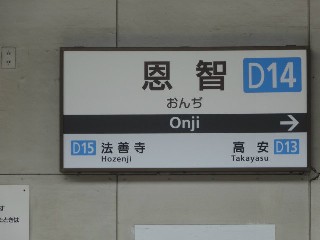 恩智 D14
おんぢ
Onji →
D15 法善寺 高安 D13
Hozenji Takayasu